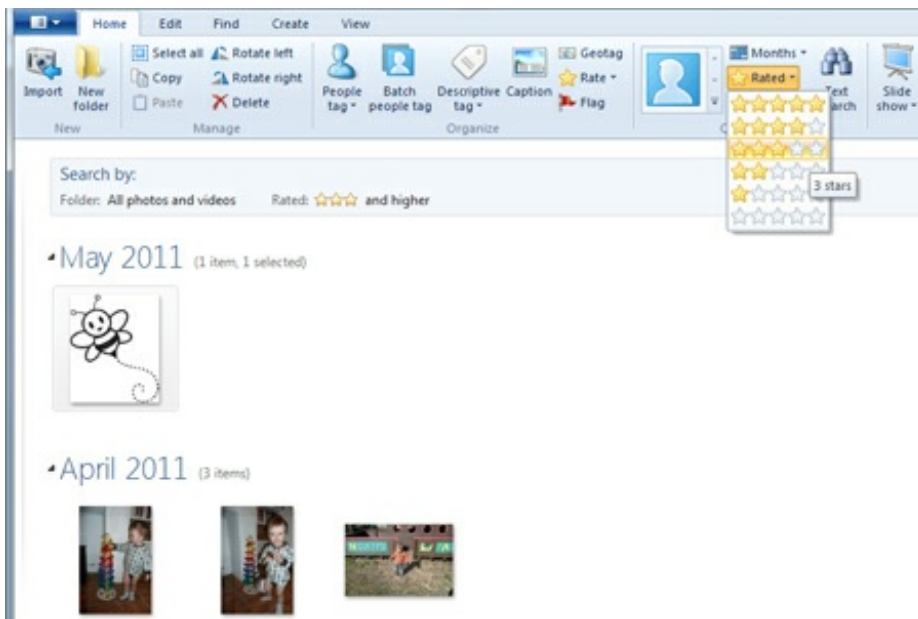 Home Edit Find Create View
Select all Rotate left Geotag Months
Copy Rotate right Rate Rated
Import New folder Paste Delete People tag Batch people tag Descriptive tag Caption Flag Text Slide show
New Manage Organize
3 stars
Search by:
Folder: All photos and videos Rated: and higher
May 2011 (1 item, 1 selected)
April 2011 (3 items)